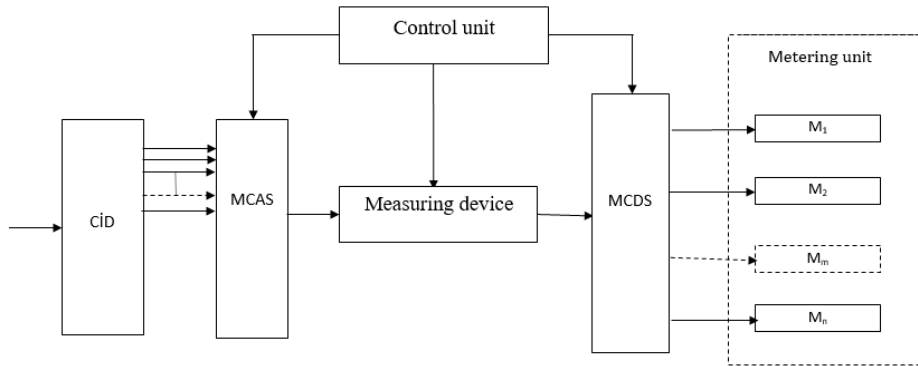 Control unit
Metering unit
M₁
CİD
MCAS
Measuring device
MCDS
M₂
Mₘ
Mₙ